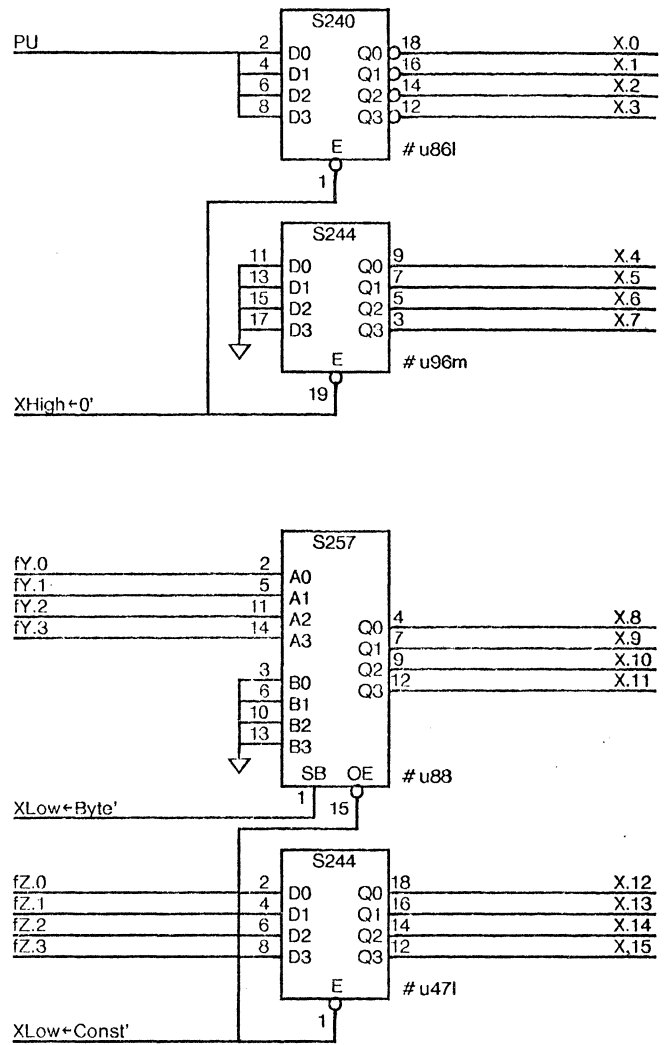 S240
PU 2 D0 Q0 18 X.0
4 D1 Q1 16 X.1
6 D2 Q2 14 X.2
8 D3 Q3 12 X.3
E
# u86l
1
S244
11 D0 Q0 9 X.4
13 D1 Q1 7 X.5
15 D2 Q2 5 X.6
17 D3 Q3 3 X.7
E
# u96m
19
XHigh←0'
S257
fY.0 2 A0
fY.1 5 A1
fY.2 11 A2
fY.3 14 A3
Q0 4 X.8
Q1 7 X.9
Q2 9 X.10
Q3 12 X.11
3 B0
6 B1
10 B2
13 B3
SB OE
# u88
XLow←Byte' 1 15
S244
fZ.0 2 D0 Q0 18 X.12
fZ.1 4 D1 Q1 16 X.13
fZ.2 6 D2 Q2 14 X.14
fZ.3 8 D3 Q3 12 X,15
E
# u47l
XLow←Const' 1